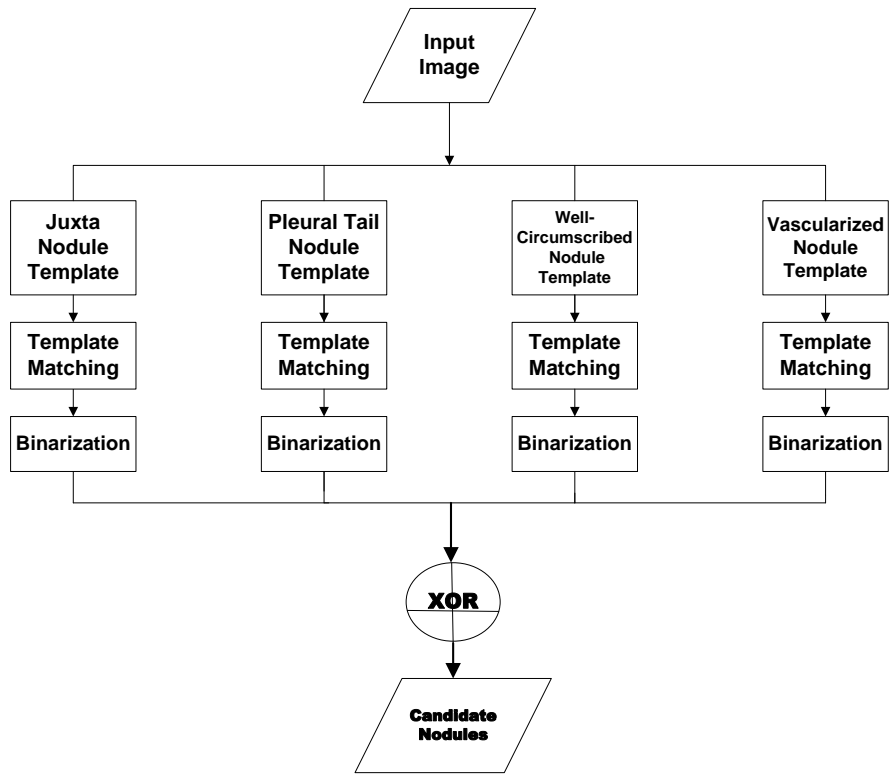 Input
Image
Juxta
Nodule
Template
Pleural Tail
Nodule
Template
Well-
Circumscribed
Nodule
Template
Vascularized
Nodule
Template
Template
Matching
Template
Matching
Template
Matching
Template
Matching
Binarization
Binarization
Binarization
Binarization
XOR
Candidate
Nodules